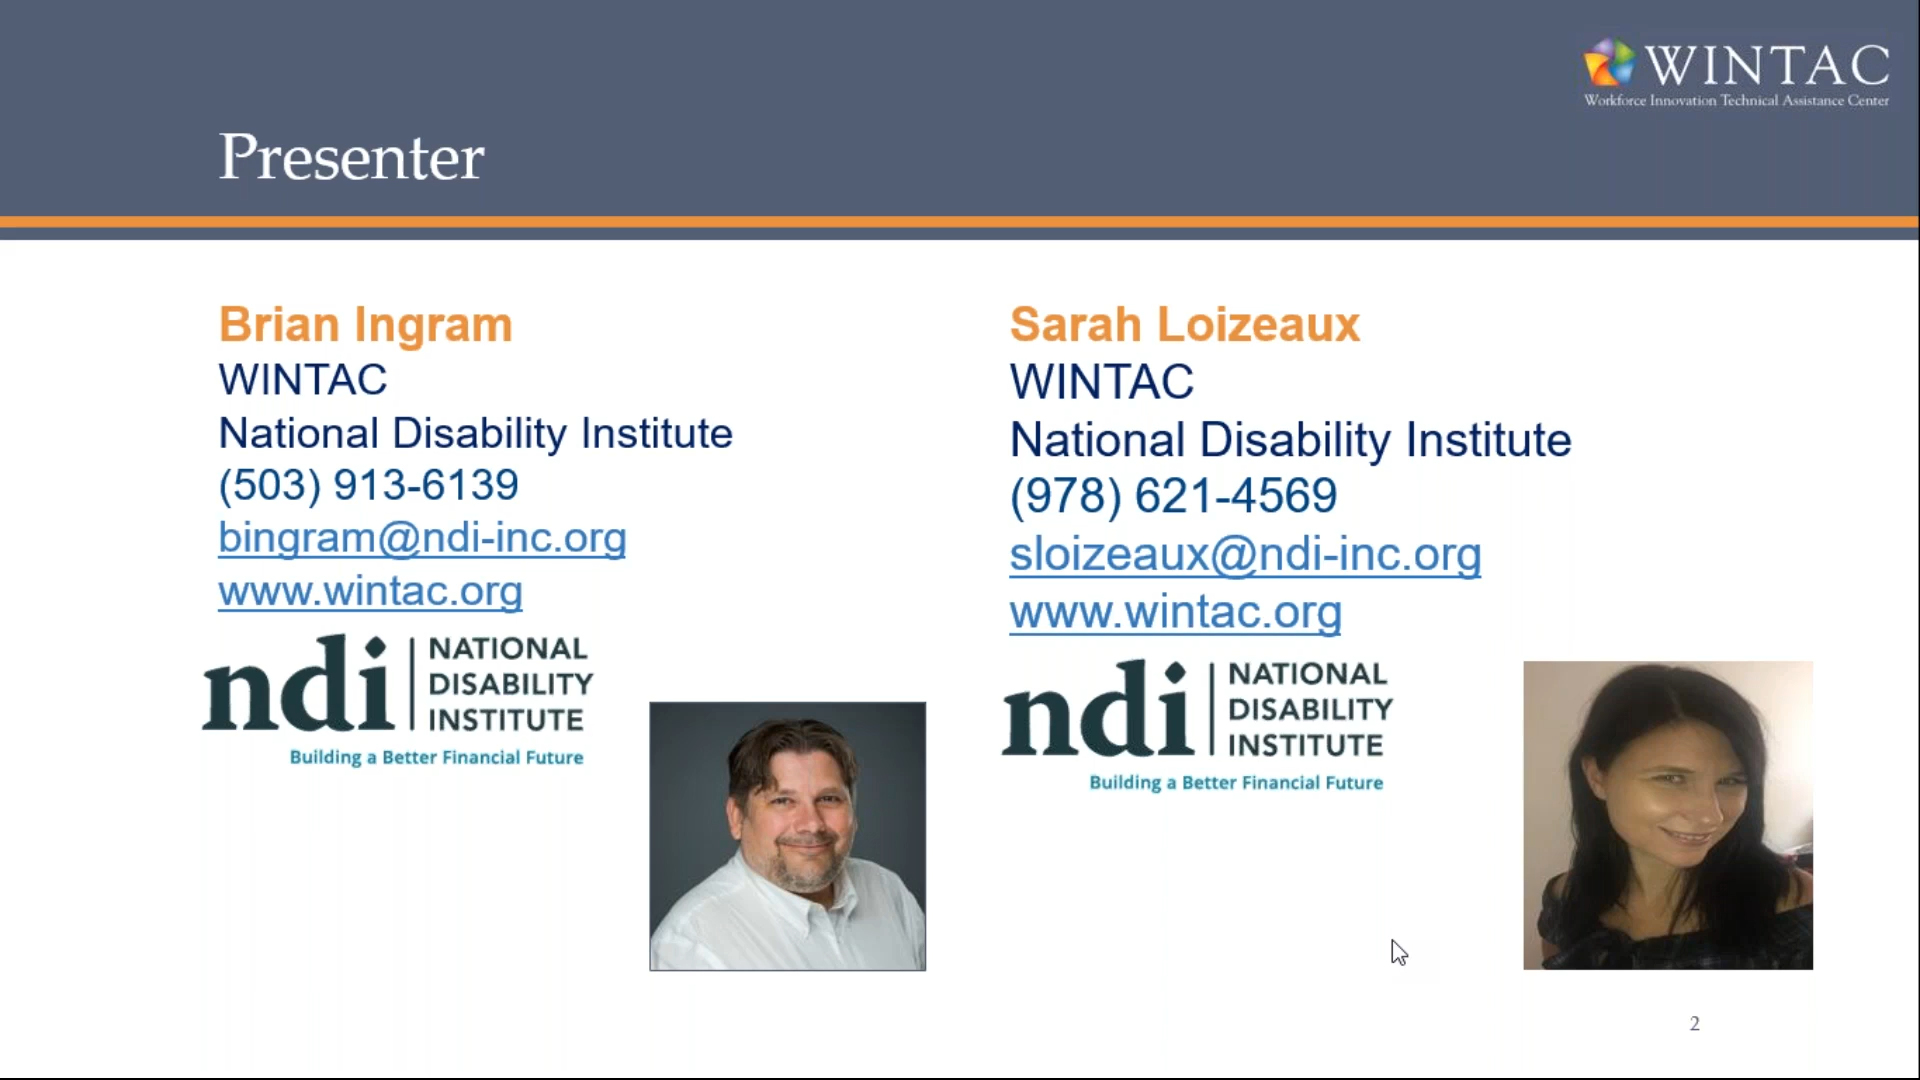 WINTAC
Workforce Innovation Technical Assistance Center
Presenter
Brian Ingram
WINTAC
National Disability Institute
(503) 913-6139
bingram@ndi-inc.org
www.wintac.org
ndi NATIONAL
DISABILITY
INSTITUTE
Building a Better Financial Future
Sarah Loizeaux
WINTAC
National Disability Institute
(978) 621-4569
sloizeaux@ndi-inc.org
www.wintac.org
ndi NATIONAL
DISABILITY
INSTITUTE
Building a Better Financial Future
2